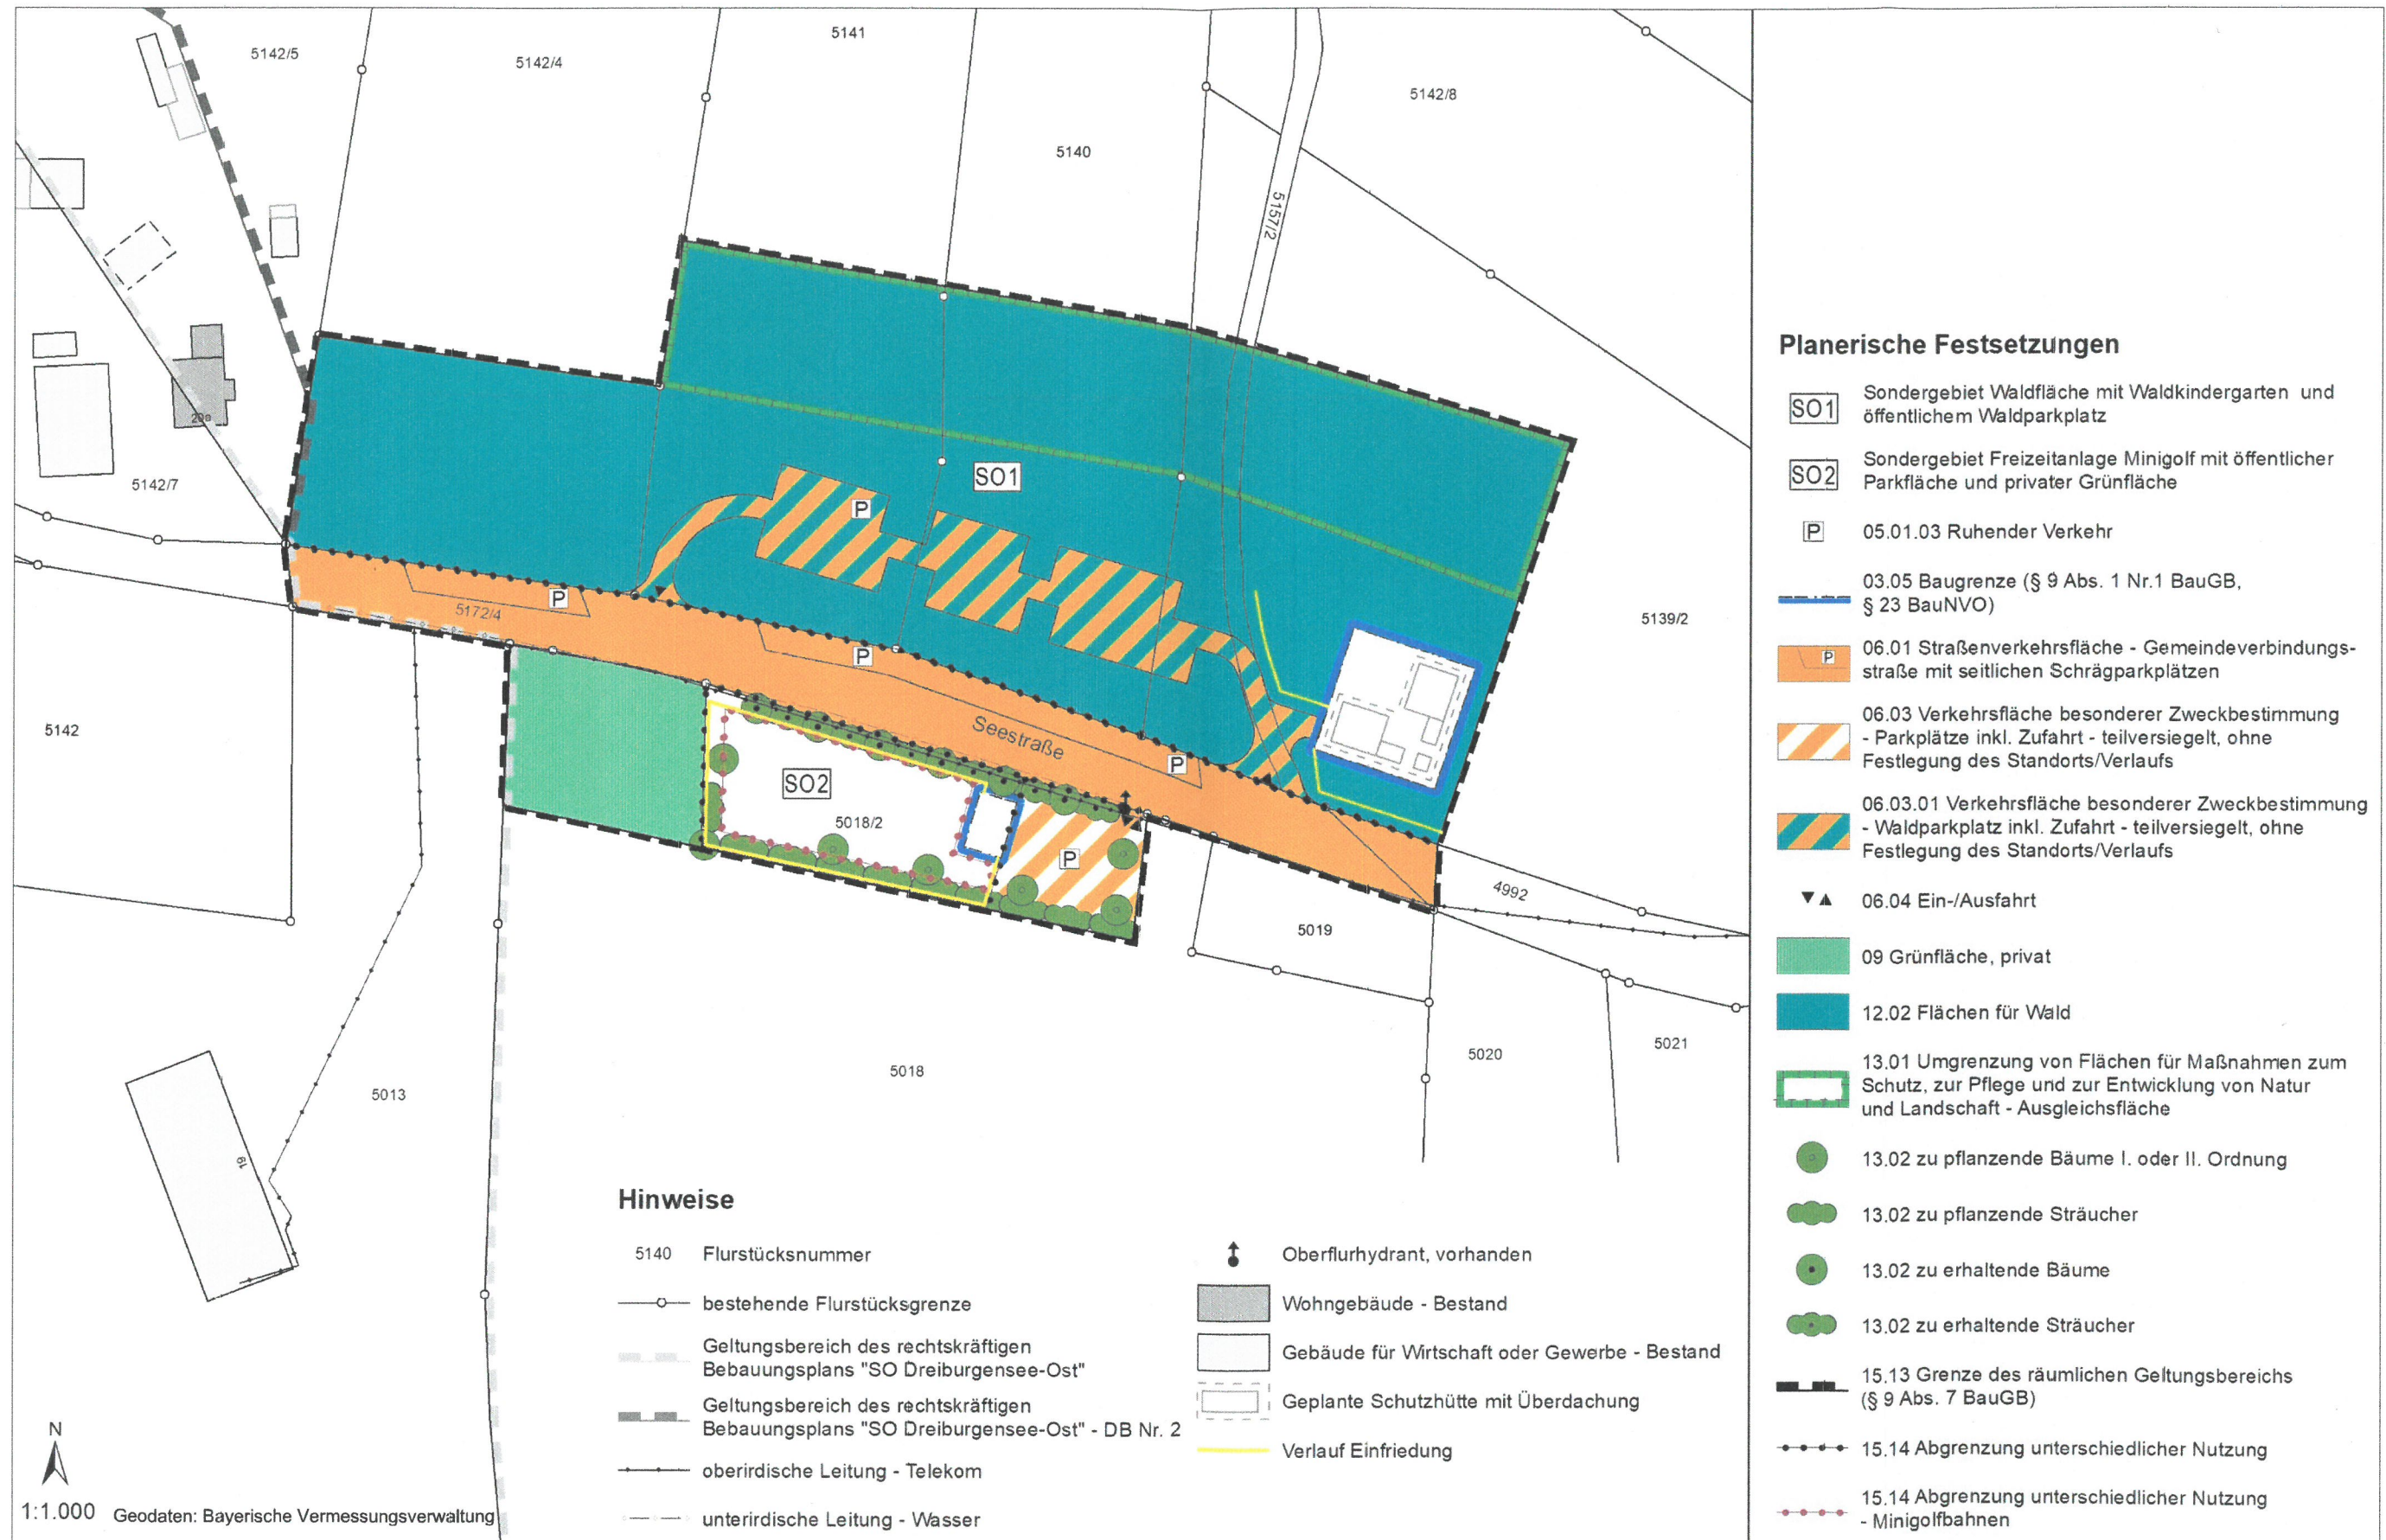 5142/5
5142/4
5141
5142/8
5140
5157/2
5142/7
20a
SO1
P
5139/2
5172/4
P
P
Seestraße
P
5142
SO2
5018/2
P
4992
5019
5020
5021
5018
5013
19
N
1:1.000
Geodaten: Bayerische Vermessungsverwaltung
Hinweise
5140 Flurstücksnummer
bestehende Flurstücksgrenze
Geltungsbereich des rechtskräftigen
Bebauungsplans "SO Dreiburgensee-Ost"
Geltungsbereich des rechtskräftigen
Bebauungsplans "SO Dreiburgensee-Ost" - DB Nr. 2
oberirdische Leitung - Telekom
unterirdische Leitung - Wasser
Oberflurhydrant, vorhanden
Wohngebäude - Bestand
Gebäude für Wirtschaft oder Gewerbe - Bestand
Geplante Schutzhütte mit Überdachung
Verlauf Einfriedung
Planerische Festsetzungen
SO1
Sondergebiet Waldfläche mit Waldkindergarten und
öffentlichem Waldparkplatz
SO2
Sondergebiet Freizeitanlage Minigolf mit öffentlicher
Parkfläche und privater Grünfläche
P
05.01.03 Ruhender Verkehr
03.05 Baugrenze (§ 9 Abs. 1 Nr.1 BauGB,
§ 23 BauNVO)
P
06.01 Straßenverkehrsfläche - Gemeindeverbindungs-
straße mit seitlichen Schrägparkplätzen
06.03 Verkehrsfläche besonderer Zweckbestimmung
- Parkplätze inkl. Zufahrt - teilversiegelt, ohne
Festlegung des Standorts/Verlaufs
06.03.01 Verkehrsfläche besonderer Zweckbestimmung
- Waldparkplatz inkl. Zufahrt - teilversiegelt, ohne
Festlegung des Standorts/Verlaufs
06.04 Ein-/Ausfahrt
09 Grünfläche, privat
12.02 Flächen für Wald
13.01 Umgrenzung von Flächen für Maßnahmen zum
Schutz, zur Pflege und zur Entwicklung von Natur
und Landschaft - Ausgleichsfläche
13.02 zu pflanzende Bäume I. oder II. Ordnung
13.02 zu pflanzende Sträucher
13.02 zu erhaltende Bäume
13.02 zu erhaltende Sträucher
15.13 Grenze des räumlichen Geltungsbereichs
(§ 9 Abs. 7 BauGB)
15.14 Abgrenzung unterschiedlicher Nutzung
15.14 Abgrenzung unterschiedlicher Nutzung
- Minigolfbahnen